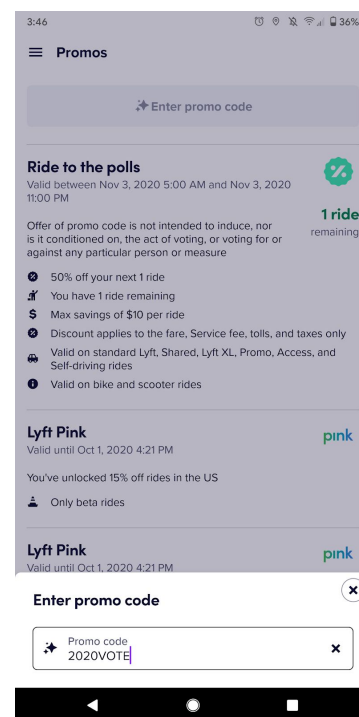 3:46
36%
Promos
Enter promo code
Ride to the polls
Valid between Nov 3, 2020 5:00 AM and Nov 3, 2020
11:00 PM
1 ride
remaining
Offer of promo code is not intended to induce, nor
is it conditioned on, the act of voting, or voting for or
against any particular person or measure
50% off your next 1 ride
You have 1 ride remaining
$ Max savings of $10 per ride
Discount applies to the fare, Service fee, tolls, and taxes only
Valid on standard Lyft, Shared, Lyft XL, Promo, Access, and
Self-driving rides
Valid on bike and scooter rides
Lyft Pink
pink
Valid until Oct 1, 2020 4:21 PM
You've unlocked 15% off rides in the US
Only beta rides
Lyft Pink
pink
Valid until Oct 1, 2020 4:21 PM
Enter promo code
Promo code
2020VOTE